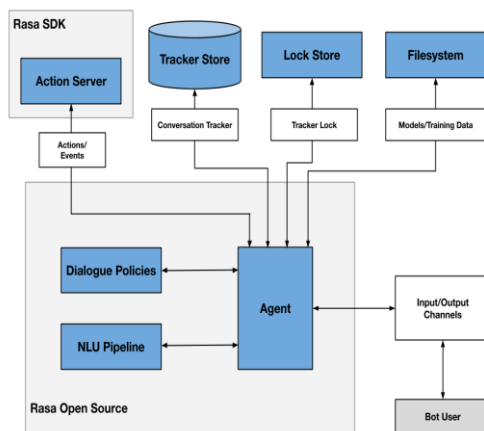 Rasa SDK
Action Server
Tracker Store
Lock Store
Filesystem
Actions/
Events
Conversation Tracker
Tracker Lock
Models/Training Data
Dialogue Policies
NLU Pipeline
Agent
Input/Output
Channels
Rasa Open Source
Bot User